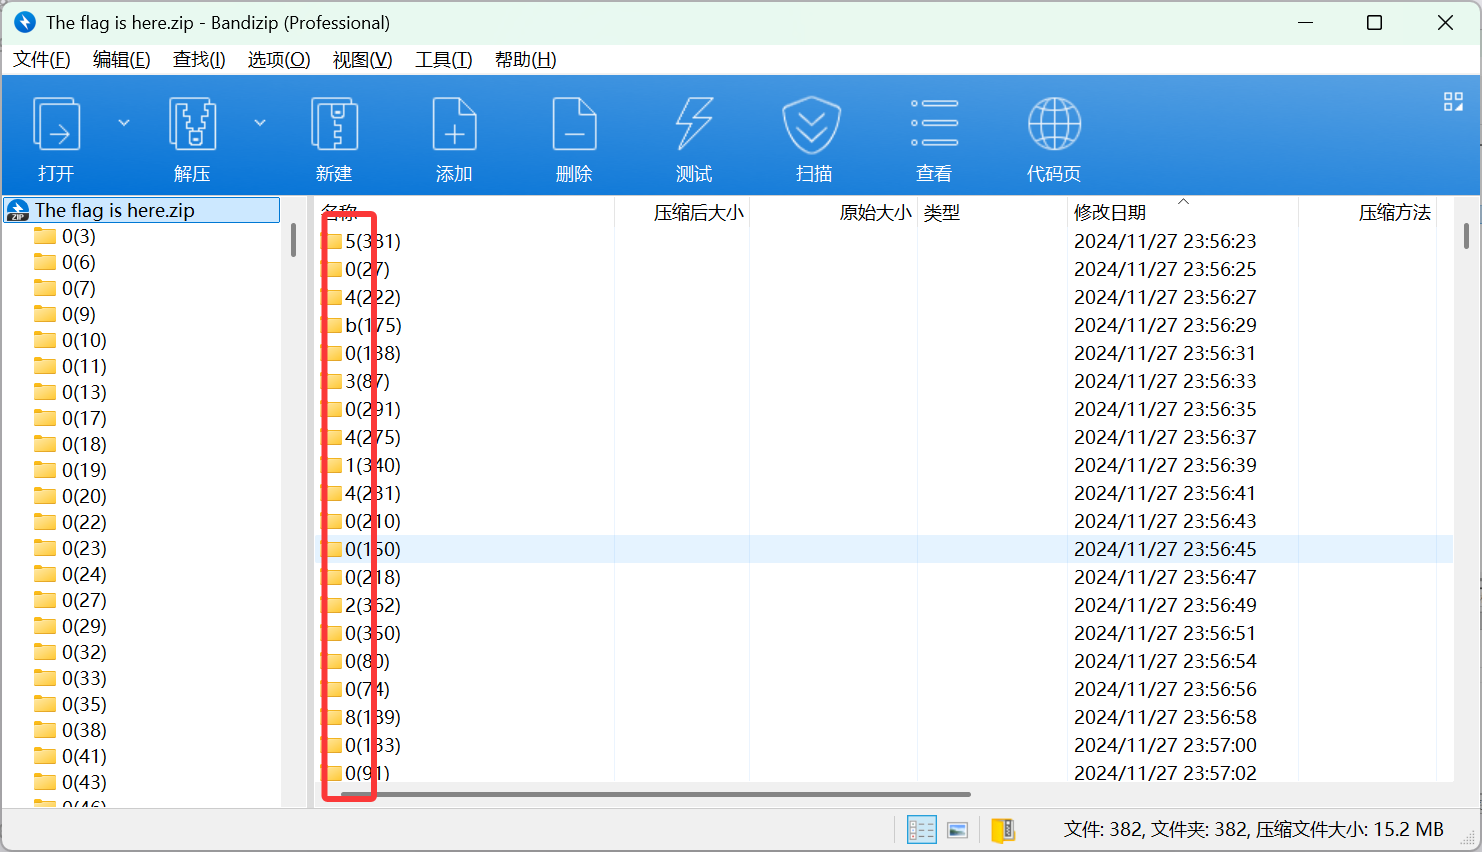 The flag is here.zip - Bandizip (Professional)
文件(F) 编辑(E) 查找(I) 选项(O) 视图(V) 工具(T) 帮助(H)
打开 解压 新建 添加 删除 测试 扫描 查看 代码页
The flag is here.zip
0(3)
0(6)
0(7)
0(9)
0(10)
0(11)
0(13)
0(17)
0(18)
0(19)
0(20)
0(22)
0(23)
0(24)
0(27)
0(29)
0(32)
0(33)
0(35)
0(38)
0(41)
0(43)
0(46)
名称 压缩后大小 原始大小 类型 修改日期 压缩方法
5(331) 2024/11/27 23:56:23
0(27) 2024/11/27 23:56:25
4(222) 2024/11/27 23:56:27
b(175) 2024/11/27 23:56:29
0(138) 2024/11/27 23:56:31
3(87) 2024/11/27 23:56:33
0(291) 2024/11/27 23:56:35
4(275) 2024/11/27 23:56:37
1(340) 2024/11/27 23:56:39
4(231) 2024/11/27 23:56:41
0(210) 2024/11/27 23:56:43
0(150) 2024/11/27 23:56:45
0(218) 2024/11/27 23:56:47
2(362) 2024/11/27 23:56:49
0(350) 2024/11/27 23:56:51
0(80) 2024/11/27 23:56:54
0(74) 2024/11/27 23:56:56
8(139) 2024/11/27 23:56:58
0(133) 2024/11/27 23:57:00
0(91) 2024/11/27 23:57:02
文件: 382, 文件夹: 382, 压缩文件大小: 15.2 MB